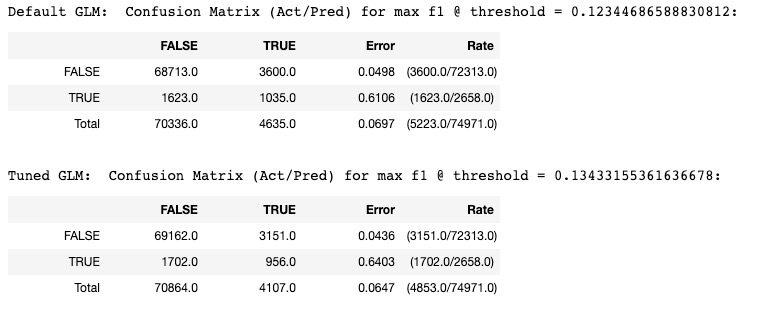 Default GLM: Confusion Matrix (Act/Pred) for max f1 @ threshold = 0.12344686588830812:
FALSE TRUE Error Rate
FALSE 68713.0 3600.0 0.0498 (3600.0/72313.0)
TRUE 1623.0 1035.0 0.6106 (1623.0/2658.0)
Total 70336.0 4635.0 0.0697 (5223.0/74971.0)
Tuned GLM: Confusion Matrix (Act/Pred) for max f1 @ threshold = 0.13433155361636678:
FALSE TRUE Error Rate
FALSE 69162.0 3151.0 0.0436 (3151.0/72313.0)
TRUE 1702.0 956.0 0.6403 (1702.0/2658.0)
Total 70864.0 4107.0 0.0647 (4853.0/74971.0)